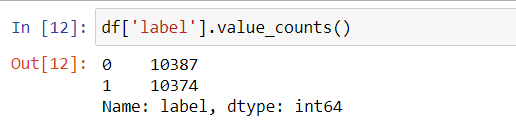 In [12]: df['label'].value_counts()
Out[12]: 0    10387
1    10374
Name: label, dtype: int64